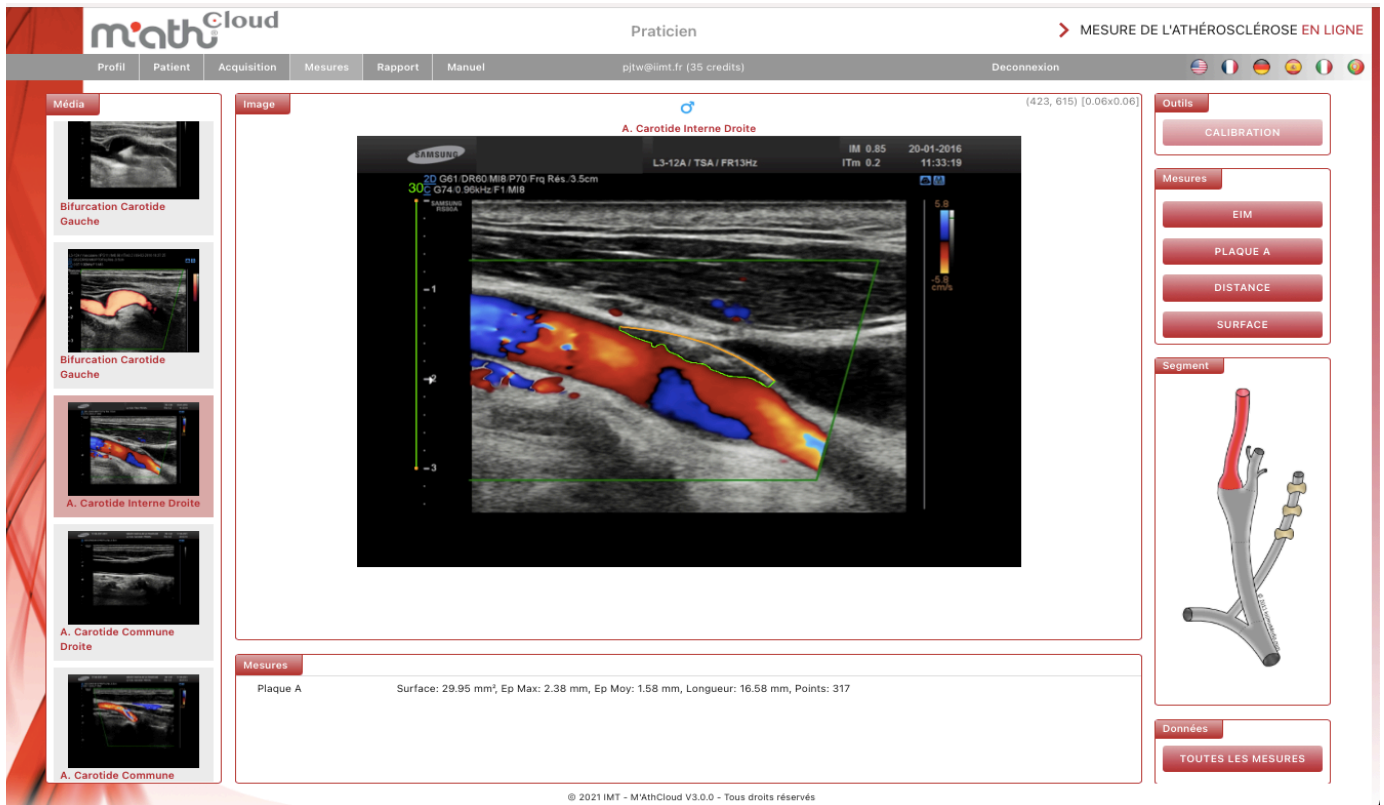 m'ath Cloud
Praticien
MESURE DE L'ATHÉROSCLÉROSE EN LIGNE
Profil Patient Acquisition Mesures Rapport Manuel pjtw@iimt.fr (35 credits) Deconnexion
Média
Bifurcation Carotide
Gauche
Bifurcation Carotide
Gauche
A. Carotide Interne Droite
A. Carotide Commune
Droite
A. Carotide Commune
Image
(423, 615) [0.06x0.06]
A. Carotide Interne Droite
SAMSUNG
L3-12A / TSA / FR13Hz
IM 0.85 20-01-2016
ITm 0.2 11:33:19
2D G61/DR60/MI8/P70/Frq Rés./3.5cm
30 C G74/0.96kHz/F1/MI8
SAMSUNG
RS80A
5.8
-5.8
cm/s
1
2
3
Mesures
Plaque A Surface: 29.95 mm², Ep Max: 2.38 mm, Ep Moy: 1.58 mm, Longueur: 16.58 mm, Points: 317
Outils
CALIBRATION
Mesures
EIM
PLAQUE A
DISTANCE
SURFACE
Segment
Données
TOUTES LES MESURES
© 2021 IMT - M'AthCloud V3.0.0 - Tous droits réservés